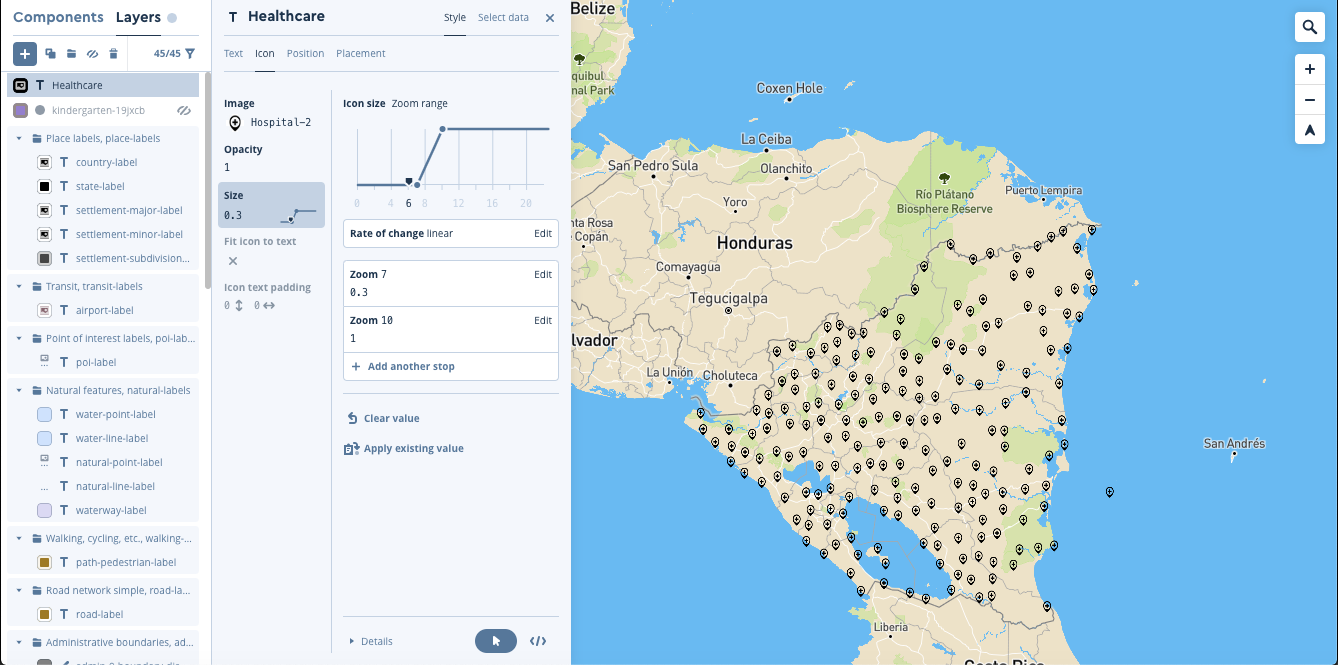 Components Layers
45/45
Healthcare
kindergarten-19jxcb
Place labels, place-labels
country-label
state-label
settlement-major-label
settlement-minor-label
settlement-subdivision...
Transit, transit-labels
airport-label
Point of interest labels, poi-lab...
poi-label
Natural features, natural-labels
water-point-label
water-line-label
natural-point-label
natural-line-label
waterway-label
Walking, cycling, etc., walking-...
path-pedestrian-label
Road network simple, road-la...
road-label
Administrative boundaries, ad...
Healthcare
Style
Select data
Text
Icon
Position
Placement
Image
Hospital-2
Opacity
1
Size
0.3
Fit icon to text
Icon text padding
0 0
Icon size Zoom range
0 4 6 8 12 16 20
Rate of change linear
Edit
Zoom 7
Edit
0.3
Zoom 10
Edit
1
Add another stop
Clear value
Apply existing value
Details
Belize
quibul
nal Park
Coxen Hole
La Ceiba
San Pedro Sula
Olanchito
Río Plátano
Biosphere Reserve
Puerto Lempira
Yoro
nta Rosa
Copán
Honduras
Comayagua
Tegucigalpa
lvador
La Unión
Choluteca
San Andrés
Liberia
Costa Rica